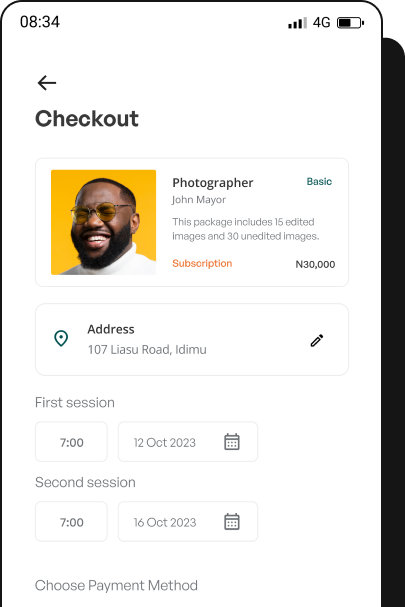 08:34
4G
Checkout
Photographer
Basic
John Mayor
This package includes 15 edited
images and 30 unedited images.
Subscription
N30,000
Address
107 Liasu Road, Idimu
First session
7:00
12 Oct 2023
Second session
7:00
16 Oct 2023
Choose Payment Method